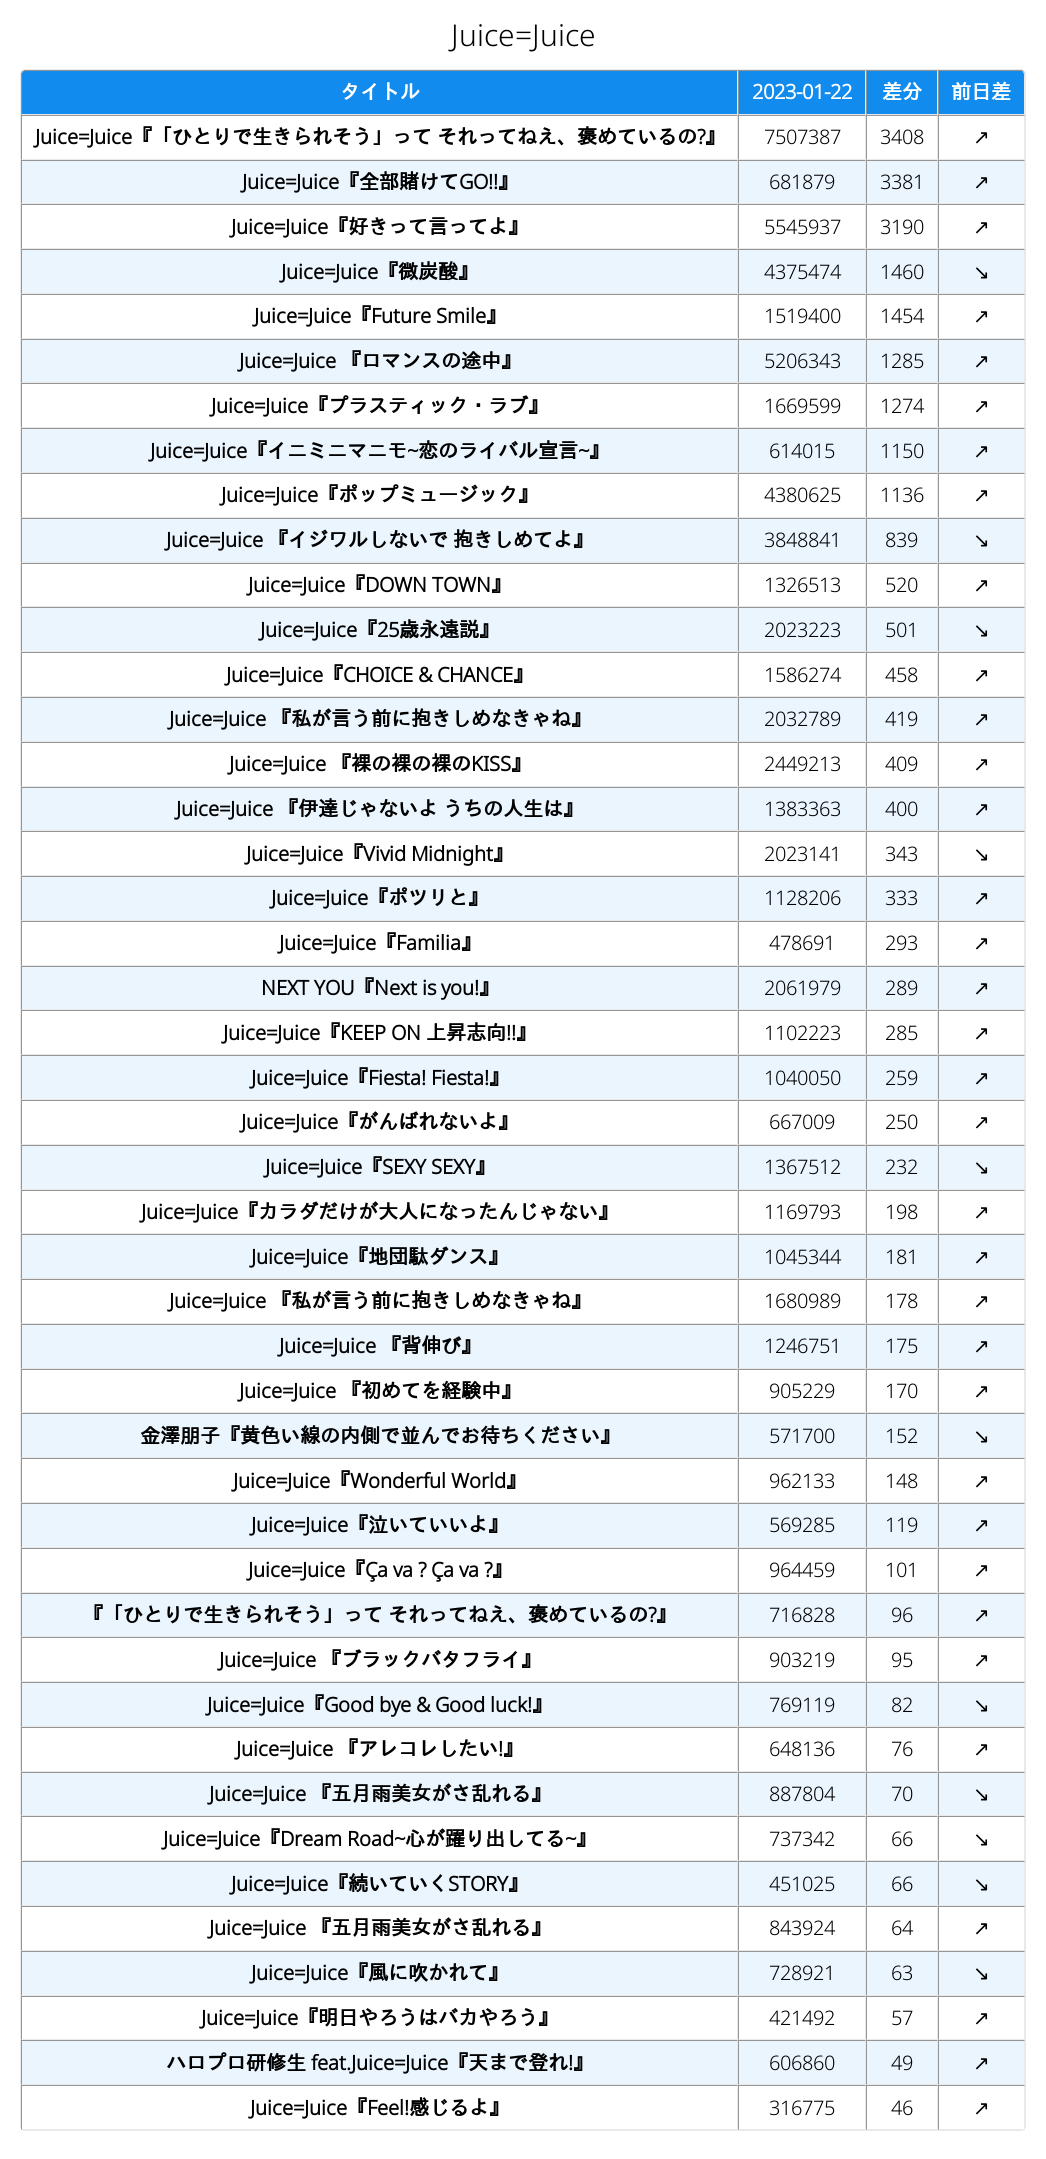 Juice=Juice
タイトル 2023-01-22 差分 前日差
Juice=Juice『「ひとりで生きられそう」って それってねえ、褒めているの?』 7507387 3408 ↗
Juice=Juice『全部賭けてGO!!』 681879 3381 ↗
Juice=Juice『好きって言ってよ』 5545937 3190 ↗
Juice=Juice『微炭酸』 4375474 1460 ↘
Juice=Juice『Future Smile』 1519400 1454 ↗
Juice=Juice 『ロマンスの途中』 5206343 1285 ↗
Juice=Juice『プラスティック・ラブ』 1669599 1274 ↗
Juice=Juice『イニミニマニモ~恋のライバル宣言~』 614015 1150 ↗
Juice=Juice『ポップミュージック』 4380625 1136 ↗
Juice=Juice 『イジワルしないで 抱きしめてよ』 3848841 839 ↘
Juice=Juice『DOWN TOWN』 1326513 520 ↗
Juice=Juice『25歳永遠説』 2023223 501 ↘
Juice=Juice『CHOICE & CHANCE』 1586274 458 ↗
Juice=Juice 『私が言う前に抱きしめなきゃね』 2032789 419 ↗
Juice=Juice 『裸の裸の裸のKISS』 2449213 409 ↗
Juice=Juice 『伊達じゃないよ うちの人生は』 1383363 400 ↗
Juice=Juice『Vivid Midnight』 2023141 343 ↘
Juice=Juice『ポツリと』 1128206 333 ↗
Juice=Juice『Familia』 478691 293 ↗
NEXT YOU『Next is you!』 2061979 289 ↗
Juice=Juice『KEEP ON 上昇志向!!』 1102223 285 ↗
Juice=Juice『Fiesta! Fiesta!』 1040050 259 ↗
Juice=Juice『がんばれないよ』 667009 250 ↗
Juice=Juice『SEXY SEXY』 1367512 232 ↘
Juice=Juice『カラダだけが大人になったんじゃない』 1169793 198 ↗
Juice=Juice『地団駄ダンス』 1045344 181 ↗
Juice=Juice 『私が言う前に抱きしめなきゃね』 1680989 178 ↗
Juice=Juice 『背伸び』 1246751 175 ↗
Juice=Juice 『初めてを経験中』 905229 170 ↗
金澤朋子『黄色い線の内側で並んでお待ちください』 571700 152 ↘
Juice=Juice『Wonderful World』 962133 148 ↗
Juice=Juice『泣いていいよ』 569285 119 ↗
Juice=Juice『Ça va ? Ça va ?』 964459 101 ↗
『「ひとりで生きられそう」って それってねえ、褒めているの?』 716828 96 ↗
Juice=Juice 『ブラックバタフライ』 903219 95 ↗
Juice=Juice『Good bye & Good luck!』 769119 82 ↘
Juice=Juice 『アレコレしたい!』 648136 76 ↗
Juice=Juice 『五月雨美女がさ乱れる』 887804 70 ↘
Juice=Juice『Dream Road~心が躍り出してる~』 737342 66 ↘
Juice=Juice『続いていくSTORY』 451025 66 ↘
Juice=Juice 『五月雨美女がさ乱れる』 843924 64 ↗
Juice=Juice『風に吹かれて』 728921 63 ↘
Juice=Juice『明日やろうはバカやろう』 421492 57 ↗
ハロプロ研修生 feat.Juice=Juice『天まで登れ!』 606860 49 ↗
Juice=Juice『Feel!感じるよ』 316775 46 ↗